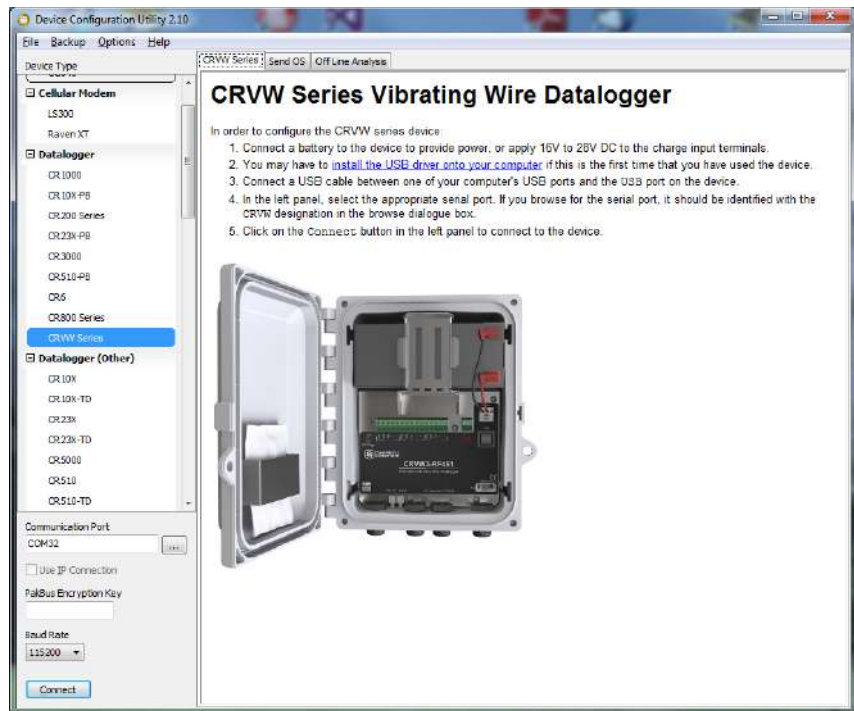 Device Configuration Utility 2.10
File Backup Options Help
Device Type
Cellular Modem
LS300
Raven XT
Datalogger
CR1000
CR10X-PB
CR200 Series
CR23X-PB
CR3000
CR510-PB
CR6
CR800 Series
CRVW Series
Datalogger (Other)
CR10X
CR10X-TD
CR23X
CR23X-TD
CR5000
CR510
CR510-TD
Communication Port
COM32
...
Use IP Connection
PakBus Encryption Key
Baud Rate
115200
Connect
CRVW Series Send OS Off Line Analysis
CRVW Series Vibrating Wire Datalogger
In order to configure the CRVW series device:
1. Connect a battery to the device to provide power, or apply 16V to 28V DC to the charge input terminals.
2. You may have to install the USB driver onto your computer if this is the first time that you have used the device.
3. Connect a USB cable between one of your computer's USB ports and the USB port on the device.
4. In the left panel, select the appropriate serial port. If you browse for the serial port, it should be identified with the
CRVW designation in the browse dialogue box.
5. Click on the Connect button in the left panel to connect to the device.
CAMPBELL
SCIENTIFIC
CRVW3-RF451